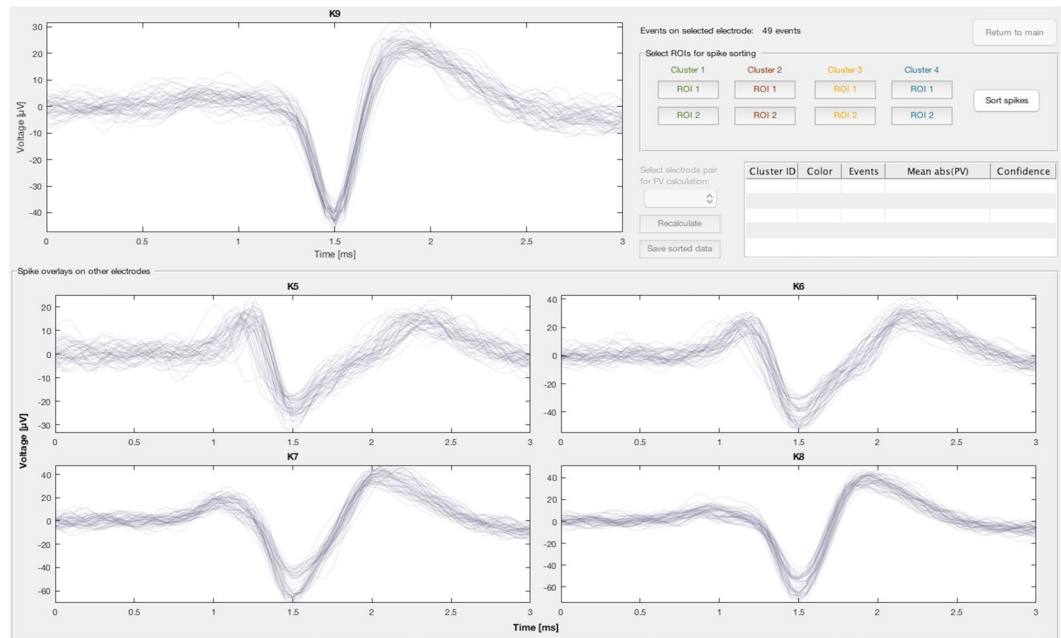 K9
30
20
10
0
-10
-20
-30
-40
Voltage [µV]
0 0.5 1 1.5 2 2.5 3
Time [ms]
Events on selected electrode: 49 events
Return to main
Select ROIs for spike sorting
Cluster 1 Cluster 2 Cluster 3 Cluster 4
ROI 1 ROI 1 ROI 1 ROI 1
Sort spikes
ROI 2 ROI 2 ROI 2 ROI 2
Select electrode pair
for PV calculation:
Recalculate
Save sorted data
Cluster ID Color Events Mean abs(PV) Confidence
Spike overlays on other electrodes
K5
20
10
0
-10
-20
-30
0 0.5 1 1.5 2 2.5 3
K6
40
20
0
-20
-40
0 0.5 1 1.5 2 2.5 3
Voltage [µV]
K7
40
20
0
-20
-40
-60
0 0.5 1 1.5 2 2.5 3
K8
40
20
0
-20
-40
-60
0 0.5 1 1.5 2 2.5 3
Time [ms]